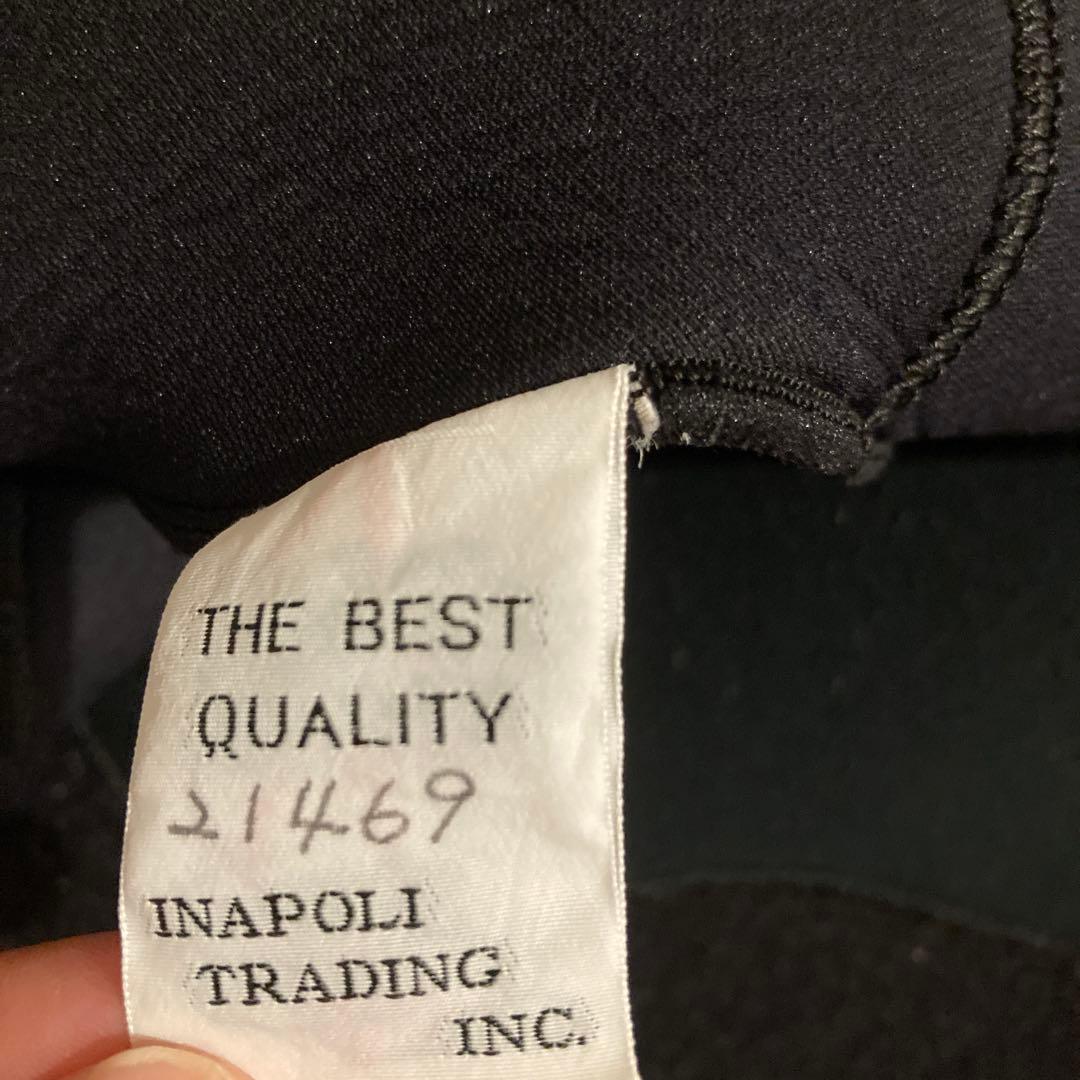 THE BEST
QUALITY
21469
INAPOLI
TRADING
INC.